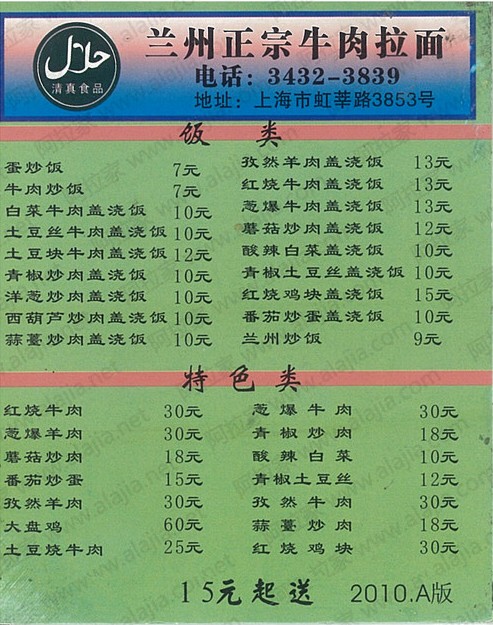 حلال
清真食品
兰州正宗牛肉拉面
电话：3432-3839
地址：上海市虹莘路3853号
饭 类
蛋炒饭 7元
牛肉炒饭 7元
白菜牛肉盖浇饭 10元
土豆丝牛肉盖浇饭 10元
土豆块牛肉盖浇饭 12元
青椒炒肉盖浇饭 10元
洋葱炒肉盖浇饭 10元
西葫芦炒肉盖浇饭 10元
蒜薹炒肉盖浇饭 10元
孜然羊肉盖浇饭 13元
红烧牛肉盖浇饭 13元
葱爆牛肉盖浇饭 13元
蘑菇炒肉盖浇饭 12元
酸辣白菜盖浇饭 10元
青椒土豆丝盖浇饭 10元
红烧鸡块盖浇饭 15元
番茄炒蛋盖浇饭 10元
兰州炒饭 9元
特色类
红烧牛肉 30元
葱爆羊肉 30元
蘑菇炒肉 18元
番茄炒蛋 15元
孜然羊肉 30元
大盘鸡 60元
土豆烧牛肉 25元
葱爆牛肉 30元
青椒炒肉 18元
酸辣白菜 10元
青椒土豆丝 12元
孜然牛肉 30元
蒜薹炒肉 18元
红烧鸡块 30元
15元起送
2010.A版